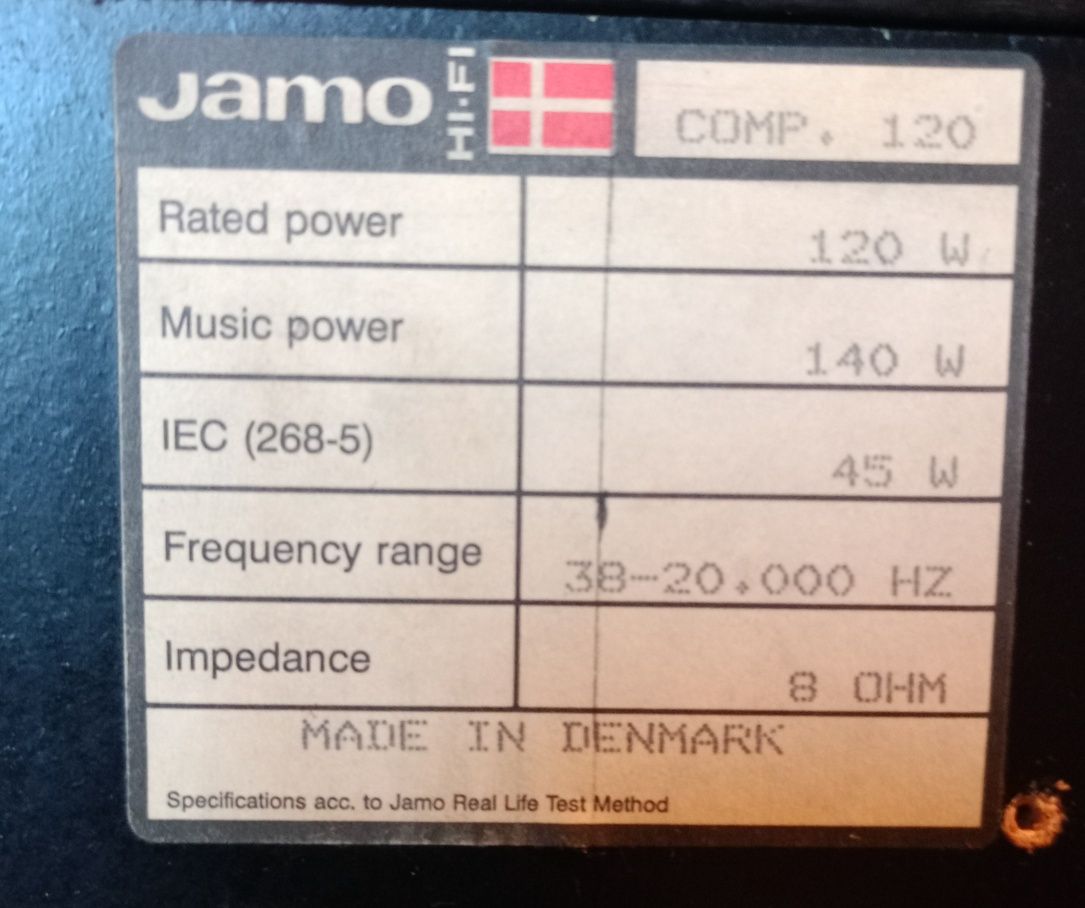 Jamo HI-FI COMP. 120
Rated power 120 W
Music power 140 W
IEC (268-5) 45 W
Frequency range 38-20.000 HZ
Impedance 8 OHM
MADE IN DENMARK
Specifications acc. to Jamo Real Life Test Method